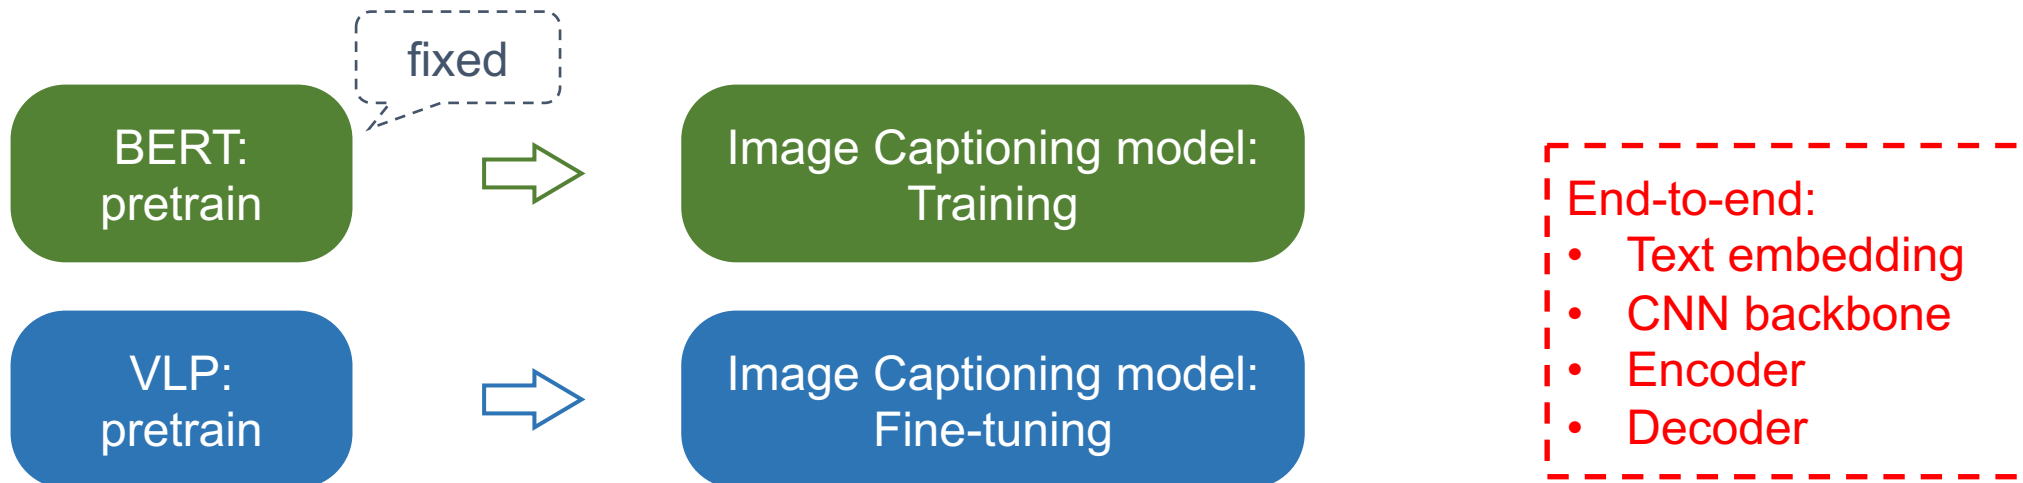 fixed
BERT:
pretrain
Image Captioning model:
Training
VLP:
pretrain
Image Captioning model:
Fine-tuning
End-to-end:
• Text embedding
• CNN backbone
• Encoder
• Decoder